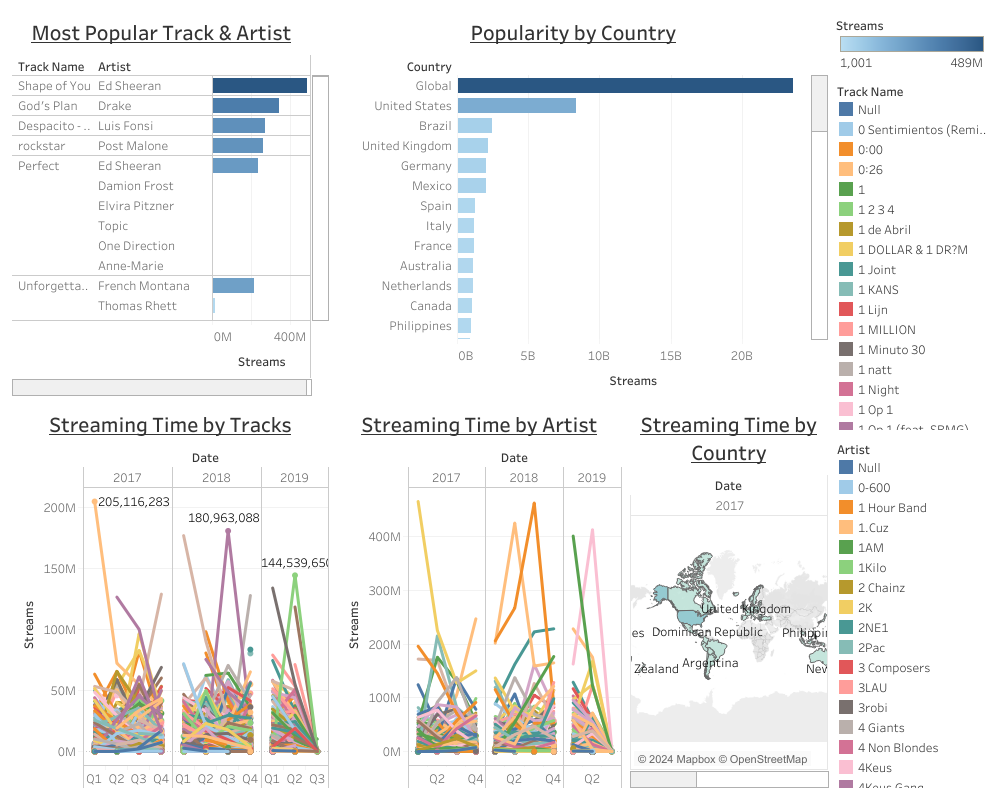 Most Popular Track & Artist
Track Name Artist
Shape of You Ed Sheeran
God's Plan Drake
Despacito - .. Luis Fonsi
rockstar Post Malone
Perfect Ed Sheeran
Damion Frost
Elvira Pitzner
Topic
One Direction
Anne-Marie
Unforgetta.. French Montana
Thomas Rhett
0M 400M
Streams
Popularity by Country
Country
Global
United States
Brazil
United Kingdom
Germany
Mexico
Spain
Italy
France
Australia
Netherlands
Canada
Philippines
0B 5B 10B 15B 20B
Streams
Streams
1,001 489M
Track Name
Null
0 Sentimientos (Remi..
0:00
0:26
1
1 2 3 4
1 de Abril
1 DOLLAR & 1 DR?M
1 Joint
1 KANS
1 Lijn
1 MILLION
1 Minuto 30
1 natt
1 Night
1 Op 1
1 Op 1 (feat. SBMG)
Streaming Time by Tracks
Date
2017 2018 2019
200M
150M
100M
50M
0M
Streams
205,116,283
180,963,088
144,539,650
Q1 Q2 Q3 Q4 Q1 Q2 Q3 Q4 Q1 Q2 Q3
Streaming Time by Artist
Date
2017 2018 2019
400M
300M
200M
100M
0M
Streams
Q2 Q4 Q2 Q4 Q2
Streaming Time by
Country
Date
2017
United Kingdom
es Dominican Republic Philippin
Zealand Argentina New
© 2024 Mapbox © OpenStreetMap
Artist
Null
0-600
1 Hour Band
1.Cuz
1AM
1Kilo
2 Chainz
2K
2NE1
2Pac
3 Composers
3LAU
3robi
4 Giants
4 Non Blondes
4Keus
4Keus Gang